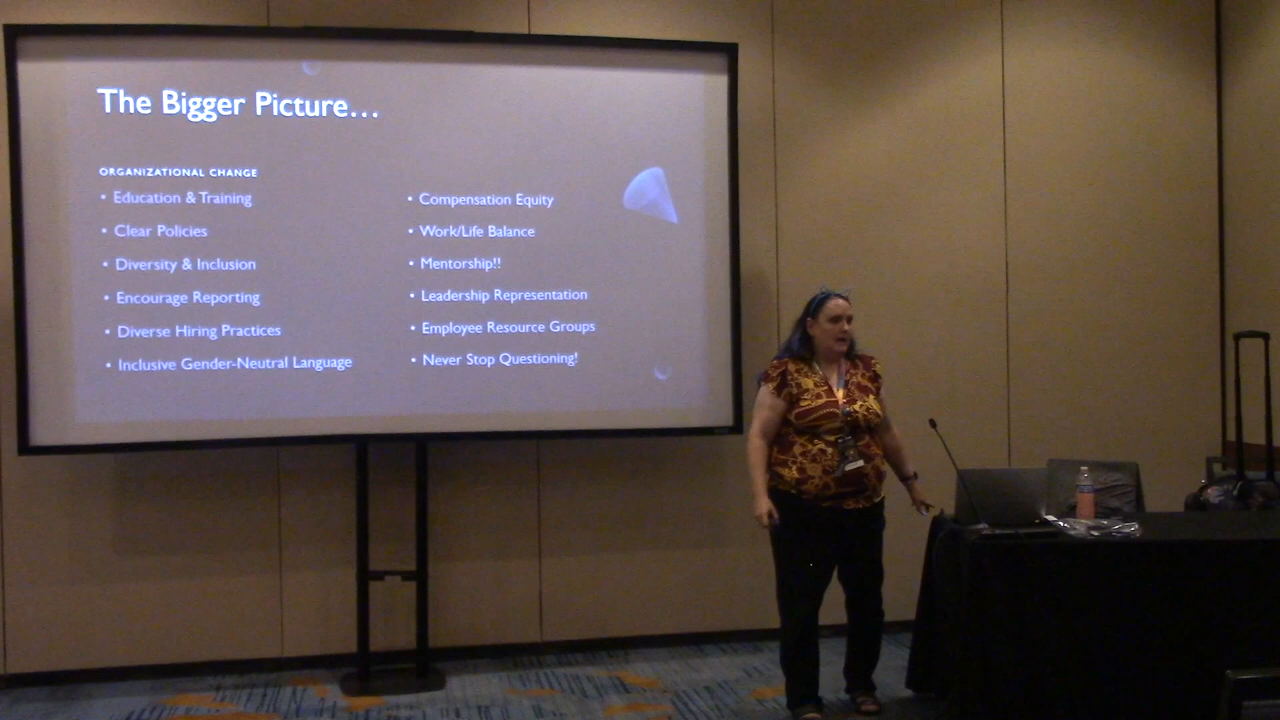 The Bigger Picture...
ORGANIZATIONAL CHANGE
• Education & Training
• Clear Policies
• Diversity & Inclusion
• Encourage Reporting
• Diverse Hiring Practices
• Inclusive Gender-Neutral Language
• Compensation Equity
• Work/Life Balance
• Mentorship!!
• Leadership Representation
• Employee Resource Groups
• Never Stop Questioning!